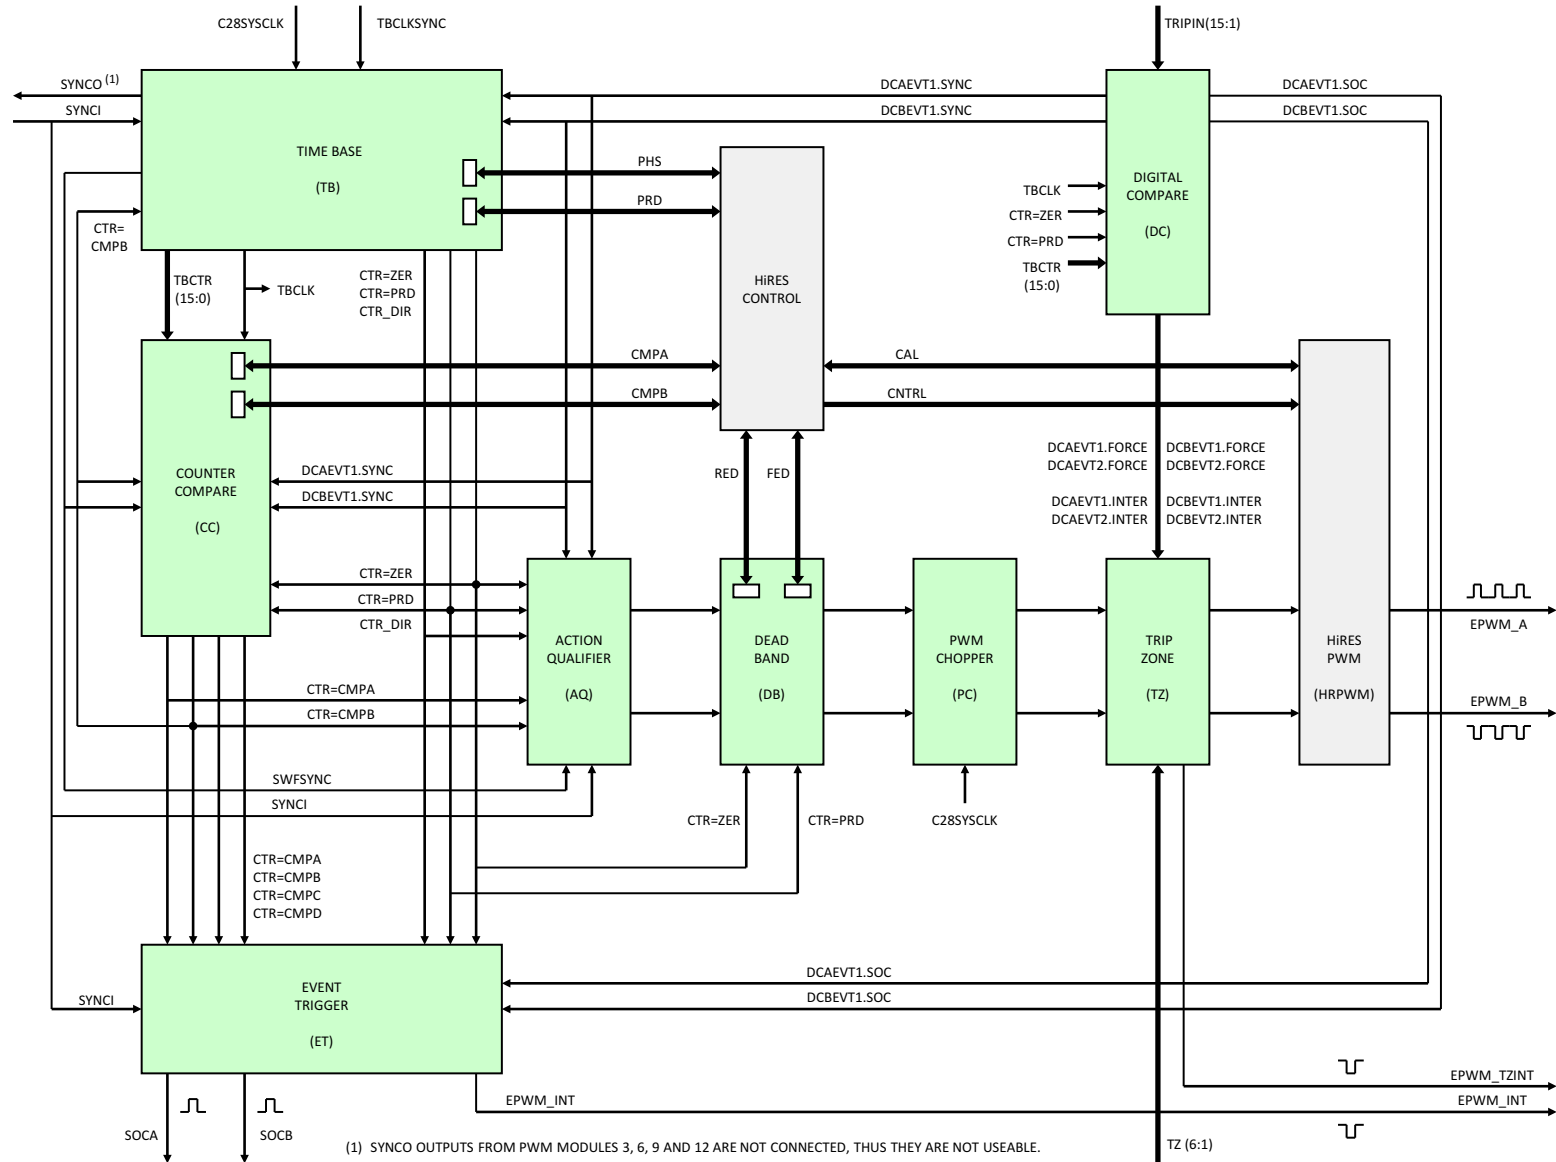 C28SYSCLK
TBCLKSYNC
TRIPIN(15:1)
SYNCO (1)
SYNCI
DCAEVT1.SYNC
DCBEVT1.SYNC
DCAEVT1.SOC
DCBEVT1.SOC
TIME BASE
(TB)
PHS
PRD
CTR=
CMPB
TBCLK
CTR=ZER
CTR=PRD
TBCTR
(15:0)
DIGITAL
COMPARE
(DC)
TBCTR
(15:0)
TBCLK
CTR=ZER
CTR=PRD
CTR_DIR
HiRES
CONTROL
CMPA
CMPB
CAL
CNTRL
COUNTER
COMPARE
(CC)
DCAEVT1.SYNC
DCBEVT1.SYNC
RED
FED
DCAEVT1.FORCE
DCAEVT2.FORCE
DCBEVT1.FORCE
DCBEVT2.FORCE
DCAEVT1.INTER
DCAEVT2.INTER
DCBEVT1.INTER
DCBEVT2.INTER
CTR=ZER
CTR=PRD
CTR_DIR
CTR=CMPA
CTR=CMPB
ACTION
QUALIFIER
(AQ)
DEAD
BAND
(DB)
PWM
CHOPPER
(PC)
TRIP
ZONE
(TZ)
HiRES
PWM
(HRPWM)
EPWM_A
EPWM_B
SWFSYNC
SYNCI
CTR=ZER
CTR=PRD
C28SYSCLK
CTR=CMPA
CTR=CMPB
CTR=CMPC
CTR=CMPD
SYNCI
EVENT
TRIGGER
(ET)
DCAEVT1.SOC
DCBEVT1.SOC
EPWM_TZINT
EPWM_INT
EPWM_INT
SOCA
SOCB
(1) SYNCO OUTPUTS FROM PWM MODULES 3, 6, 9 AND 12 ARE NOT CONNECTED, THUS THEY ARE NOT USEABLE.
TZ (6:1)